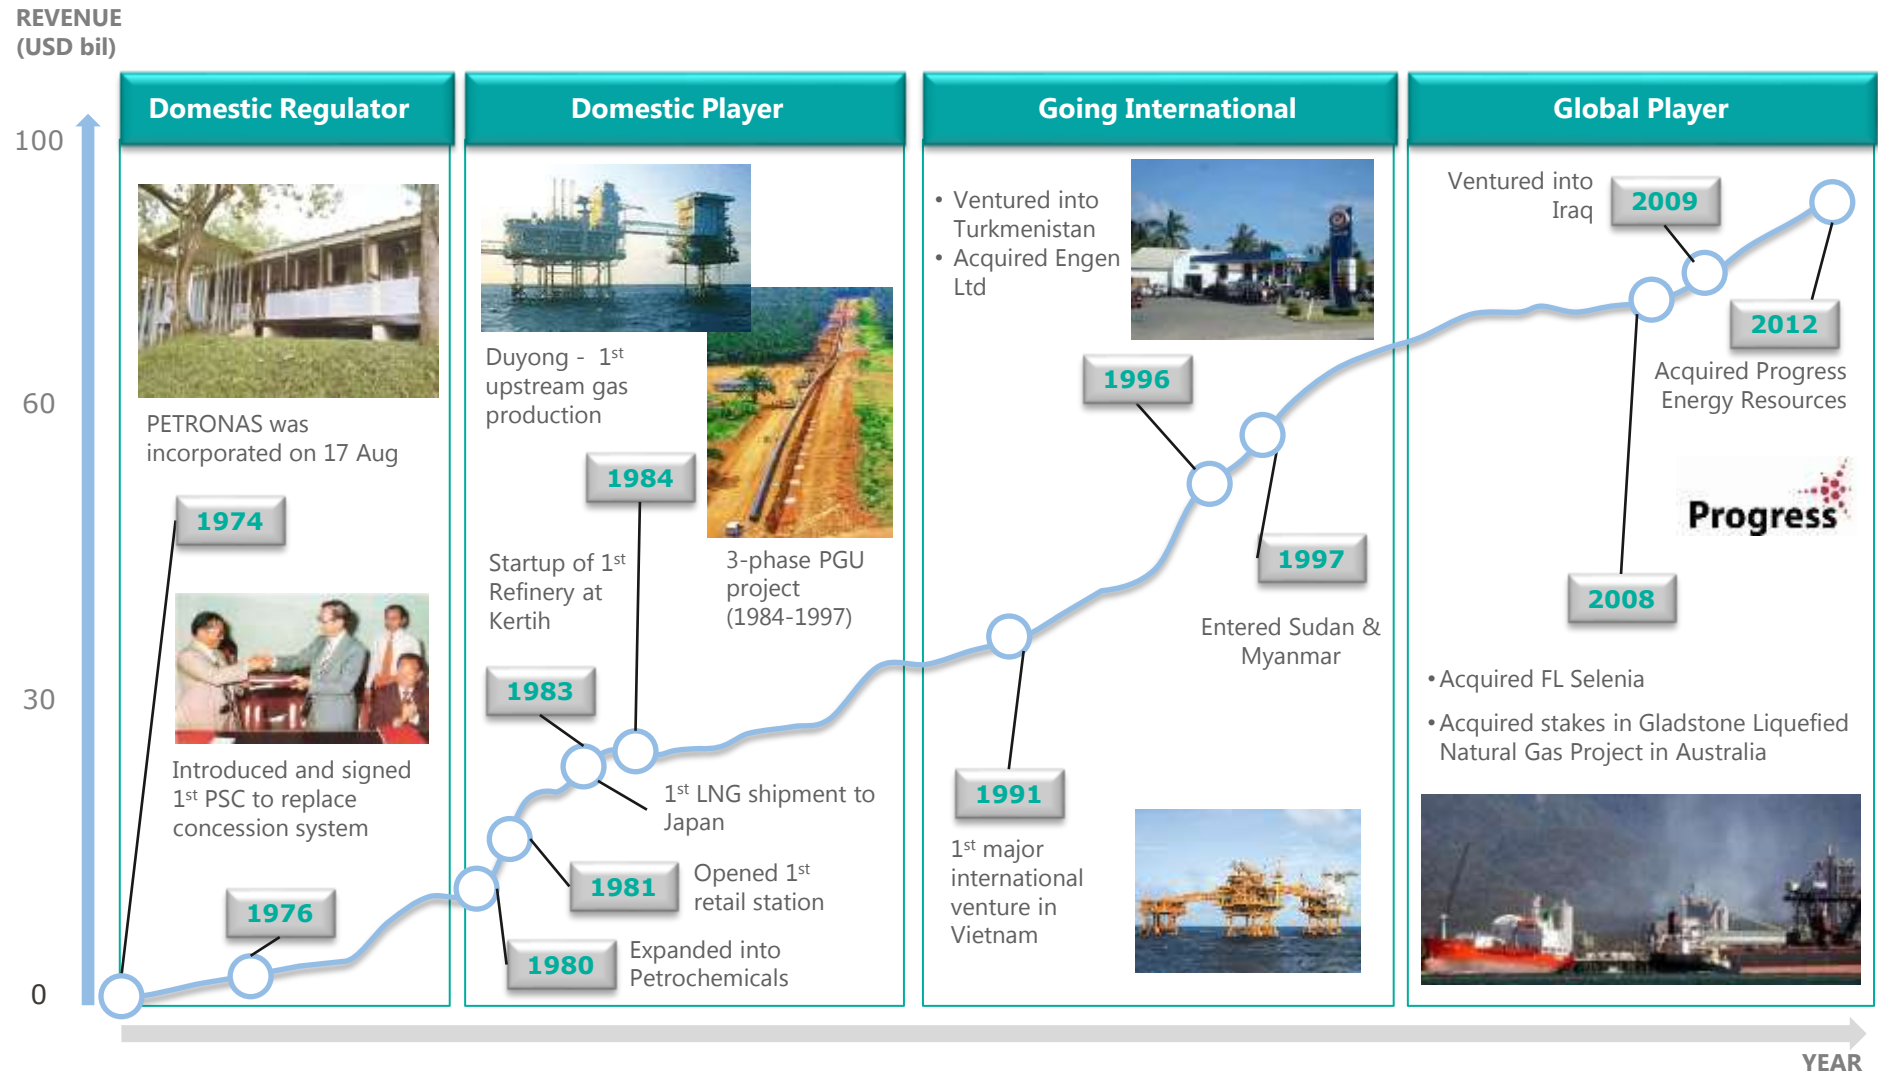 REVENUE
(USD bil)
100
60
30
0
Domestic Regulator
PETRONAS was
incorporated on 17 Aug
1974
Introduced and signed
1st PSC to replace
concession system
1976
Domestic Player
Duyong - 1st
upstream gas
production
1984
3-phase PGU
project
(1984-1997)
Startup of 1st
Refinery at
Kertih
1983
1st LNG shipment to
Japan
1981
Opened 1st
retail station
1980
Expanded into
Petrochemicals
Going International
• Ventured into
Turkmenistan
• Acquired Engen
Ltd
1996
1997
Entered Sudan &
Myanmar
1991
1st major
international
venture in
Vietnam
Global Player
Ventured into
Iraq
2009
2012
Acquired Progress
Energy Resources
Progress
2008
• Acquired FL Selenia
• Acquired stakes in Gladstone Liquefied
Natural Gas Project in Australia
YEAR